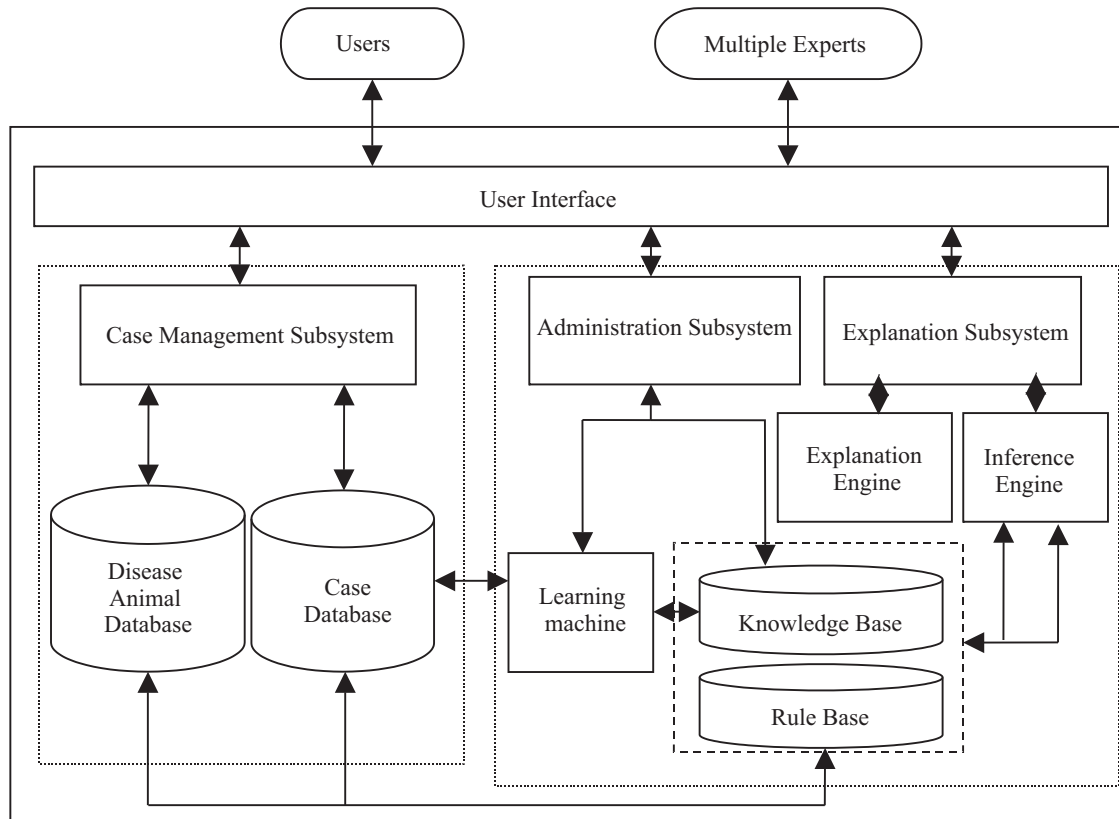 Users
Multiple Experts
User Interface
Case Management Subsystem
Administration Subsystem
Explanation Subsystem
Explanation
Engine
Inference
Engine
Disease
Animal
Database
Case
Database
Learning
machine
Knowledge Base
Rule Base